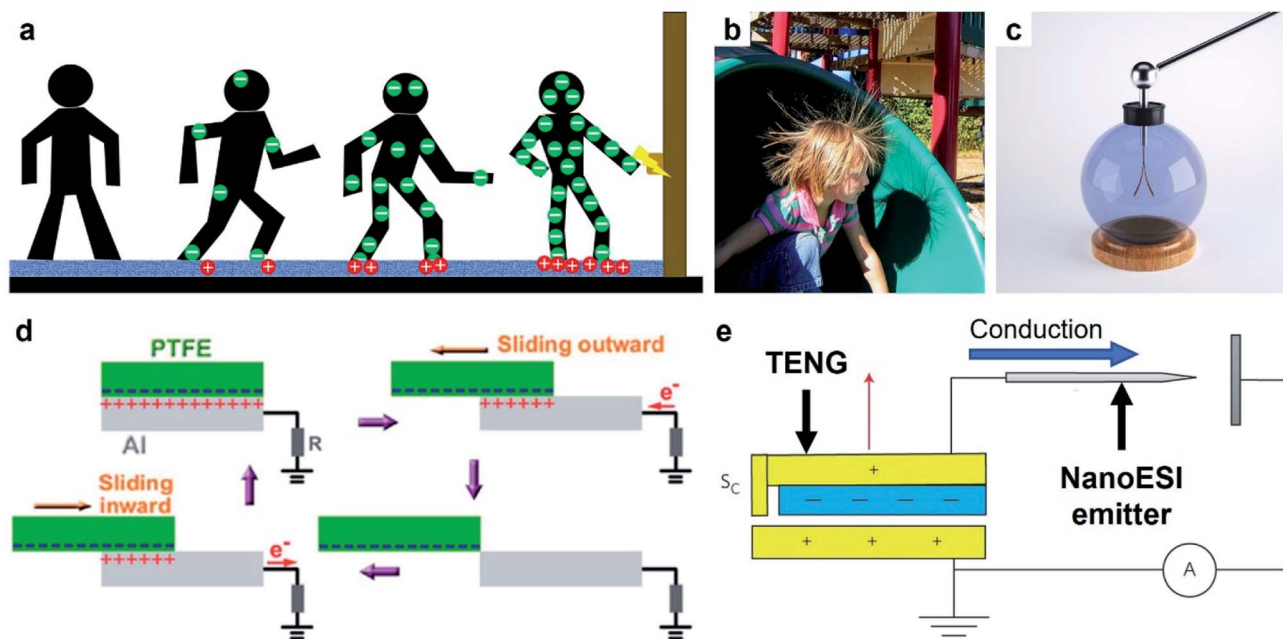 a
b
c
− − − − − − − − − − − − − − − − − − − − − − − − − − − − − − − − − − −
+ + + + + + + + + + + + +
d
PTFE
+++++++++++++
Al
R
Sliding outward
++++++
e-
Sliding
inward
++++++
e-
e
Conduction
TENG
NanoESI
emitter
Sc
+
− − − −
+ + +
A